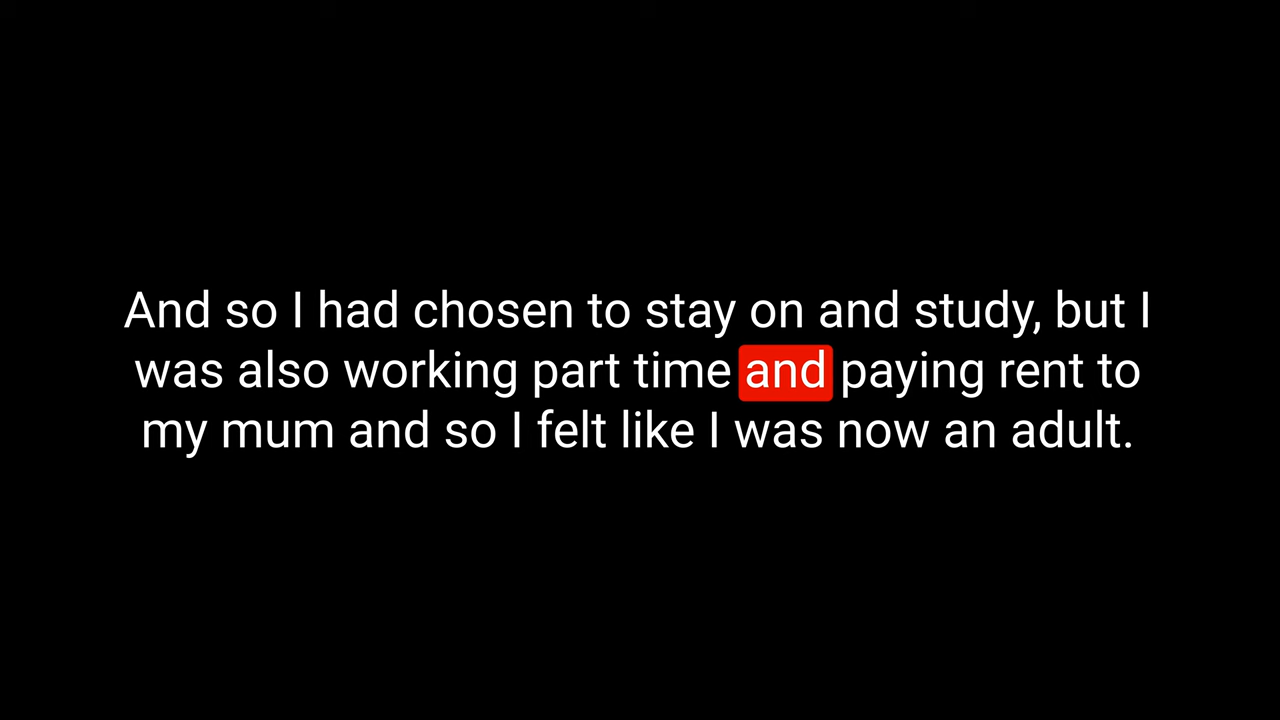 And so I had chosen to stay on and study, but I
was also working part time and paying rent to
my mum and so I felt like I was now an adult.